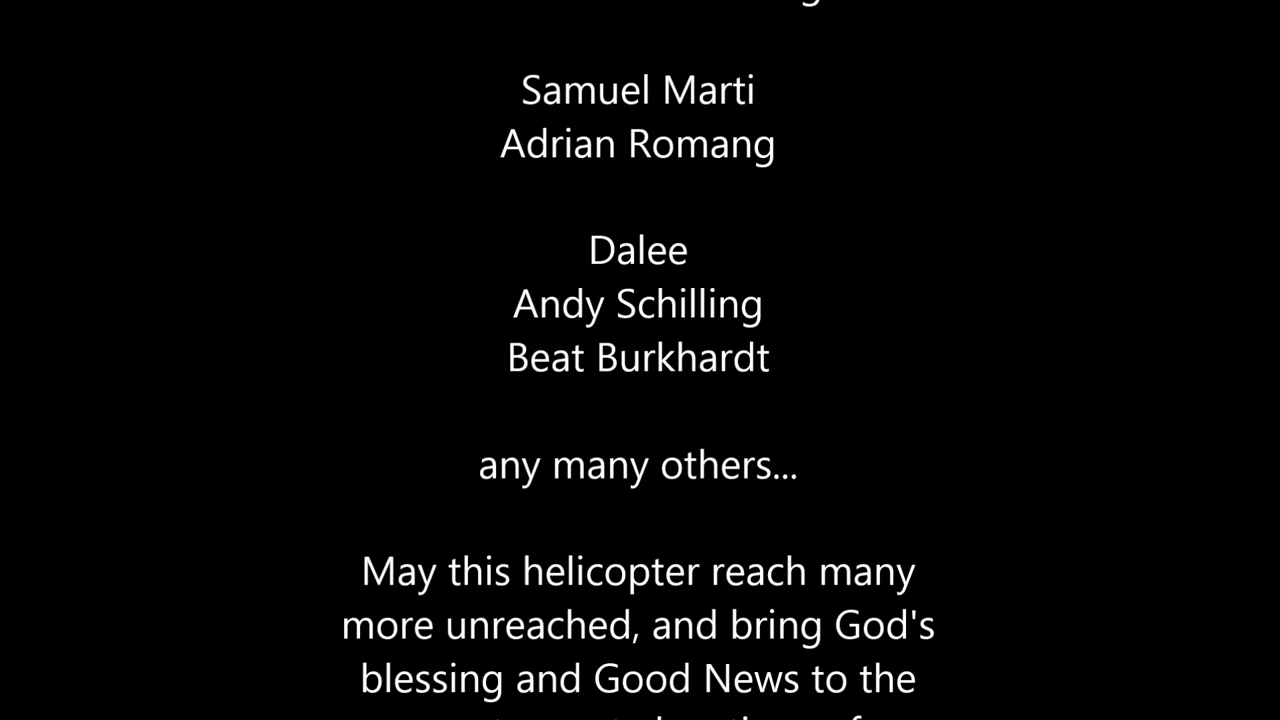 Samuel Marti
Adrian Romang
Dalee
Andy Schilling
Beat Burkhardt
any many others...
May this helicopter reach many
more unreached, and bring God's
blessing and Good News to the